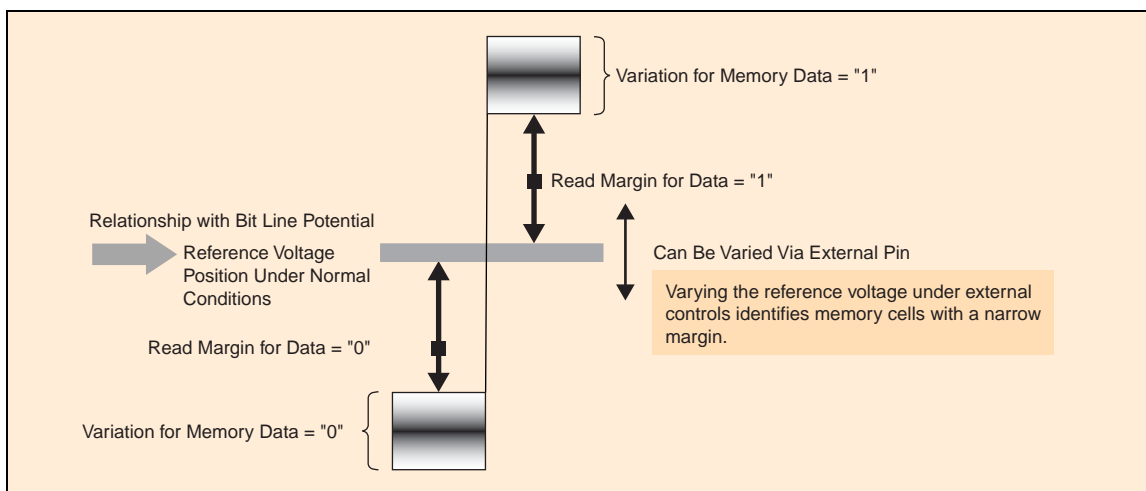 Variation for Memory Data = "1"
Read Margin for Data = "1"
Relationship with Bit Line Potential
Reference Voltage
Position Under Normal
Conditions
Can Be Varied Via External Pin
Varying the reference voltage under external
controls identifies memory cells with a narrow
margin.
Read Margin for Data = "0"
Variation for Memory Data = "0"